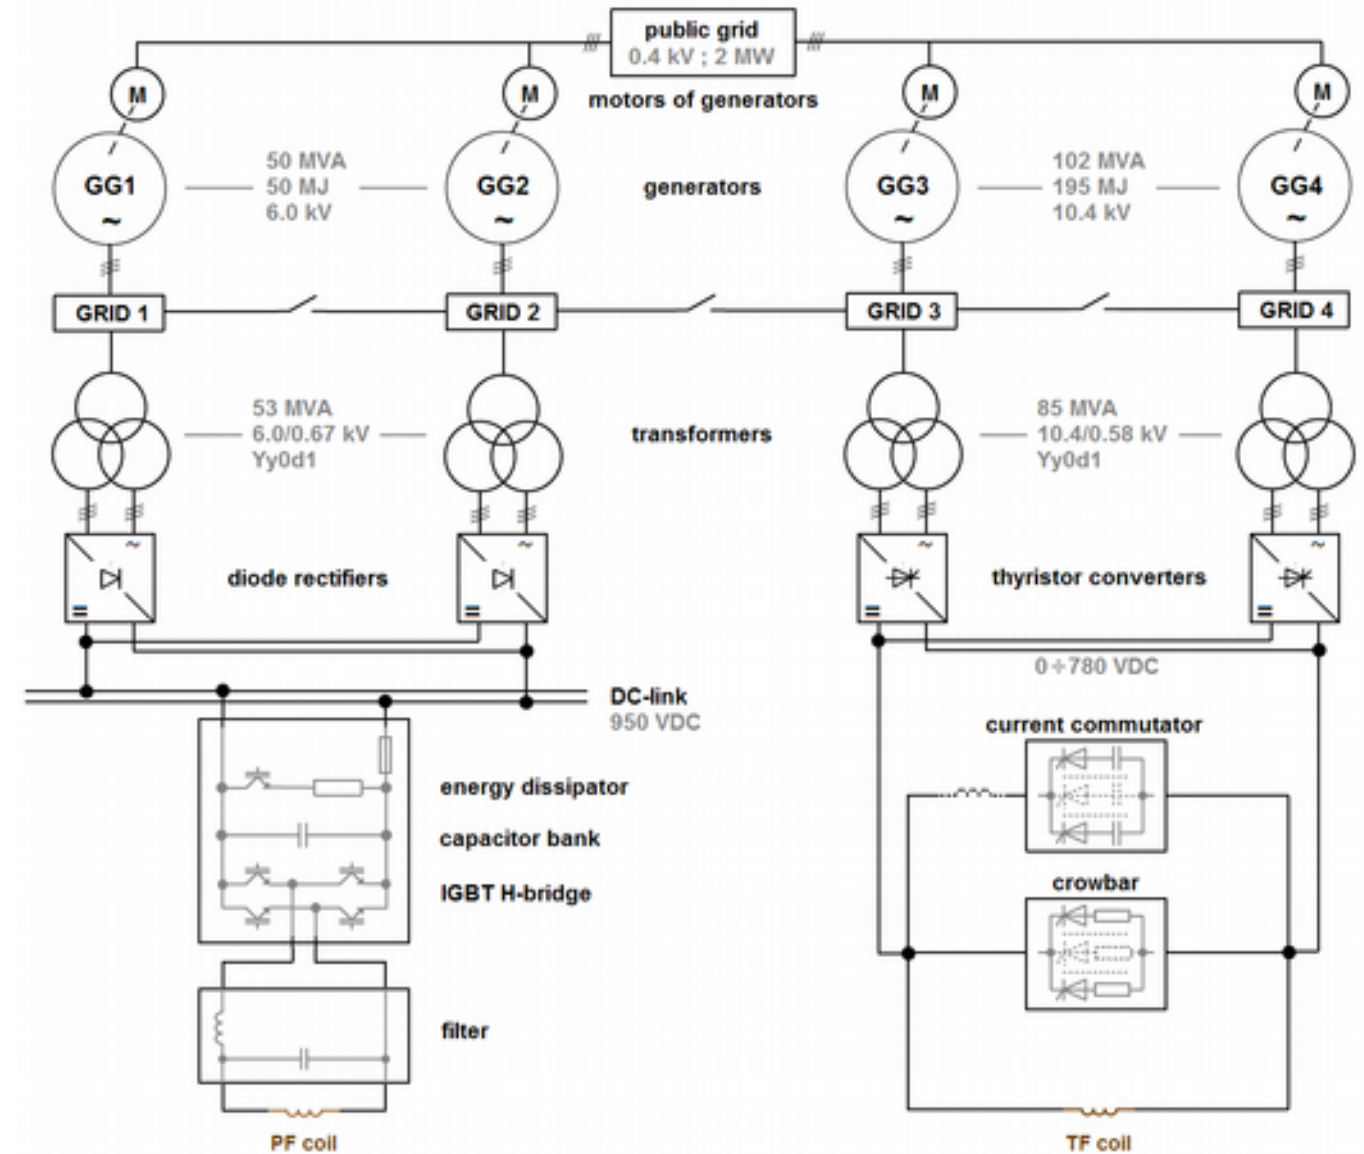 public grid
0.4 kV ; 2 MW
M
M
M
M
motors of generators
GG1
~
50 MVA
50 MJ
6.0 kV
GG2
~
generators
GG3
~
102 MVA
195 MJ
10.4 kV
GG4
~
GRID 1
GRID 2
GRID 3
GRID 4
53 MVA
6.0/0.67 kV
Yy0d1
transformers
85 MVA
10.4/0.58 kV
Yy0d1
~
~
~
~
diode rectifiers
thyristor converters
=
=
=
=
0÷780 VDC
DC-link
950 VDC
current commutator
energy dissipator
capacitor bank
IGBT H-bridge
crowbar
filter
PF coil
TF coil